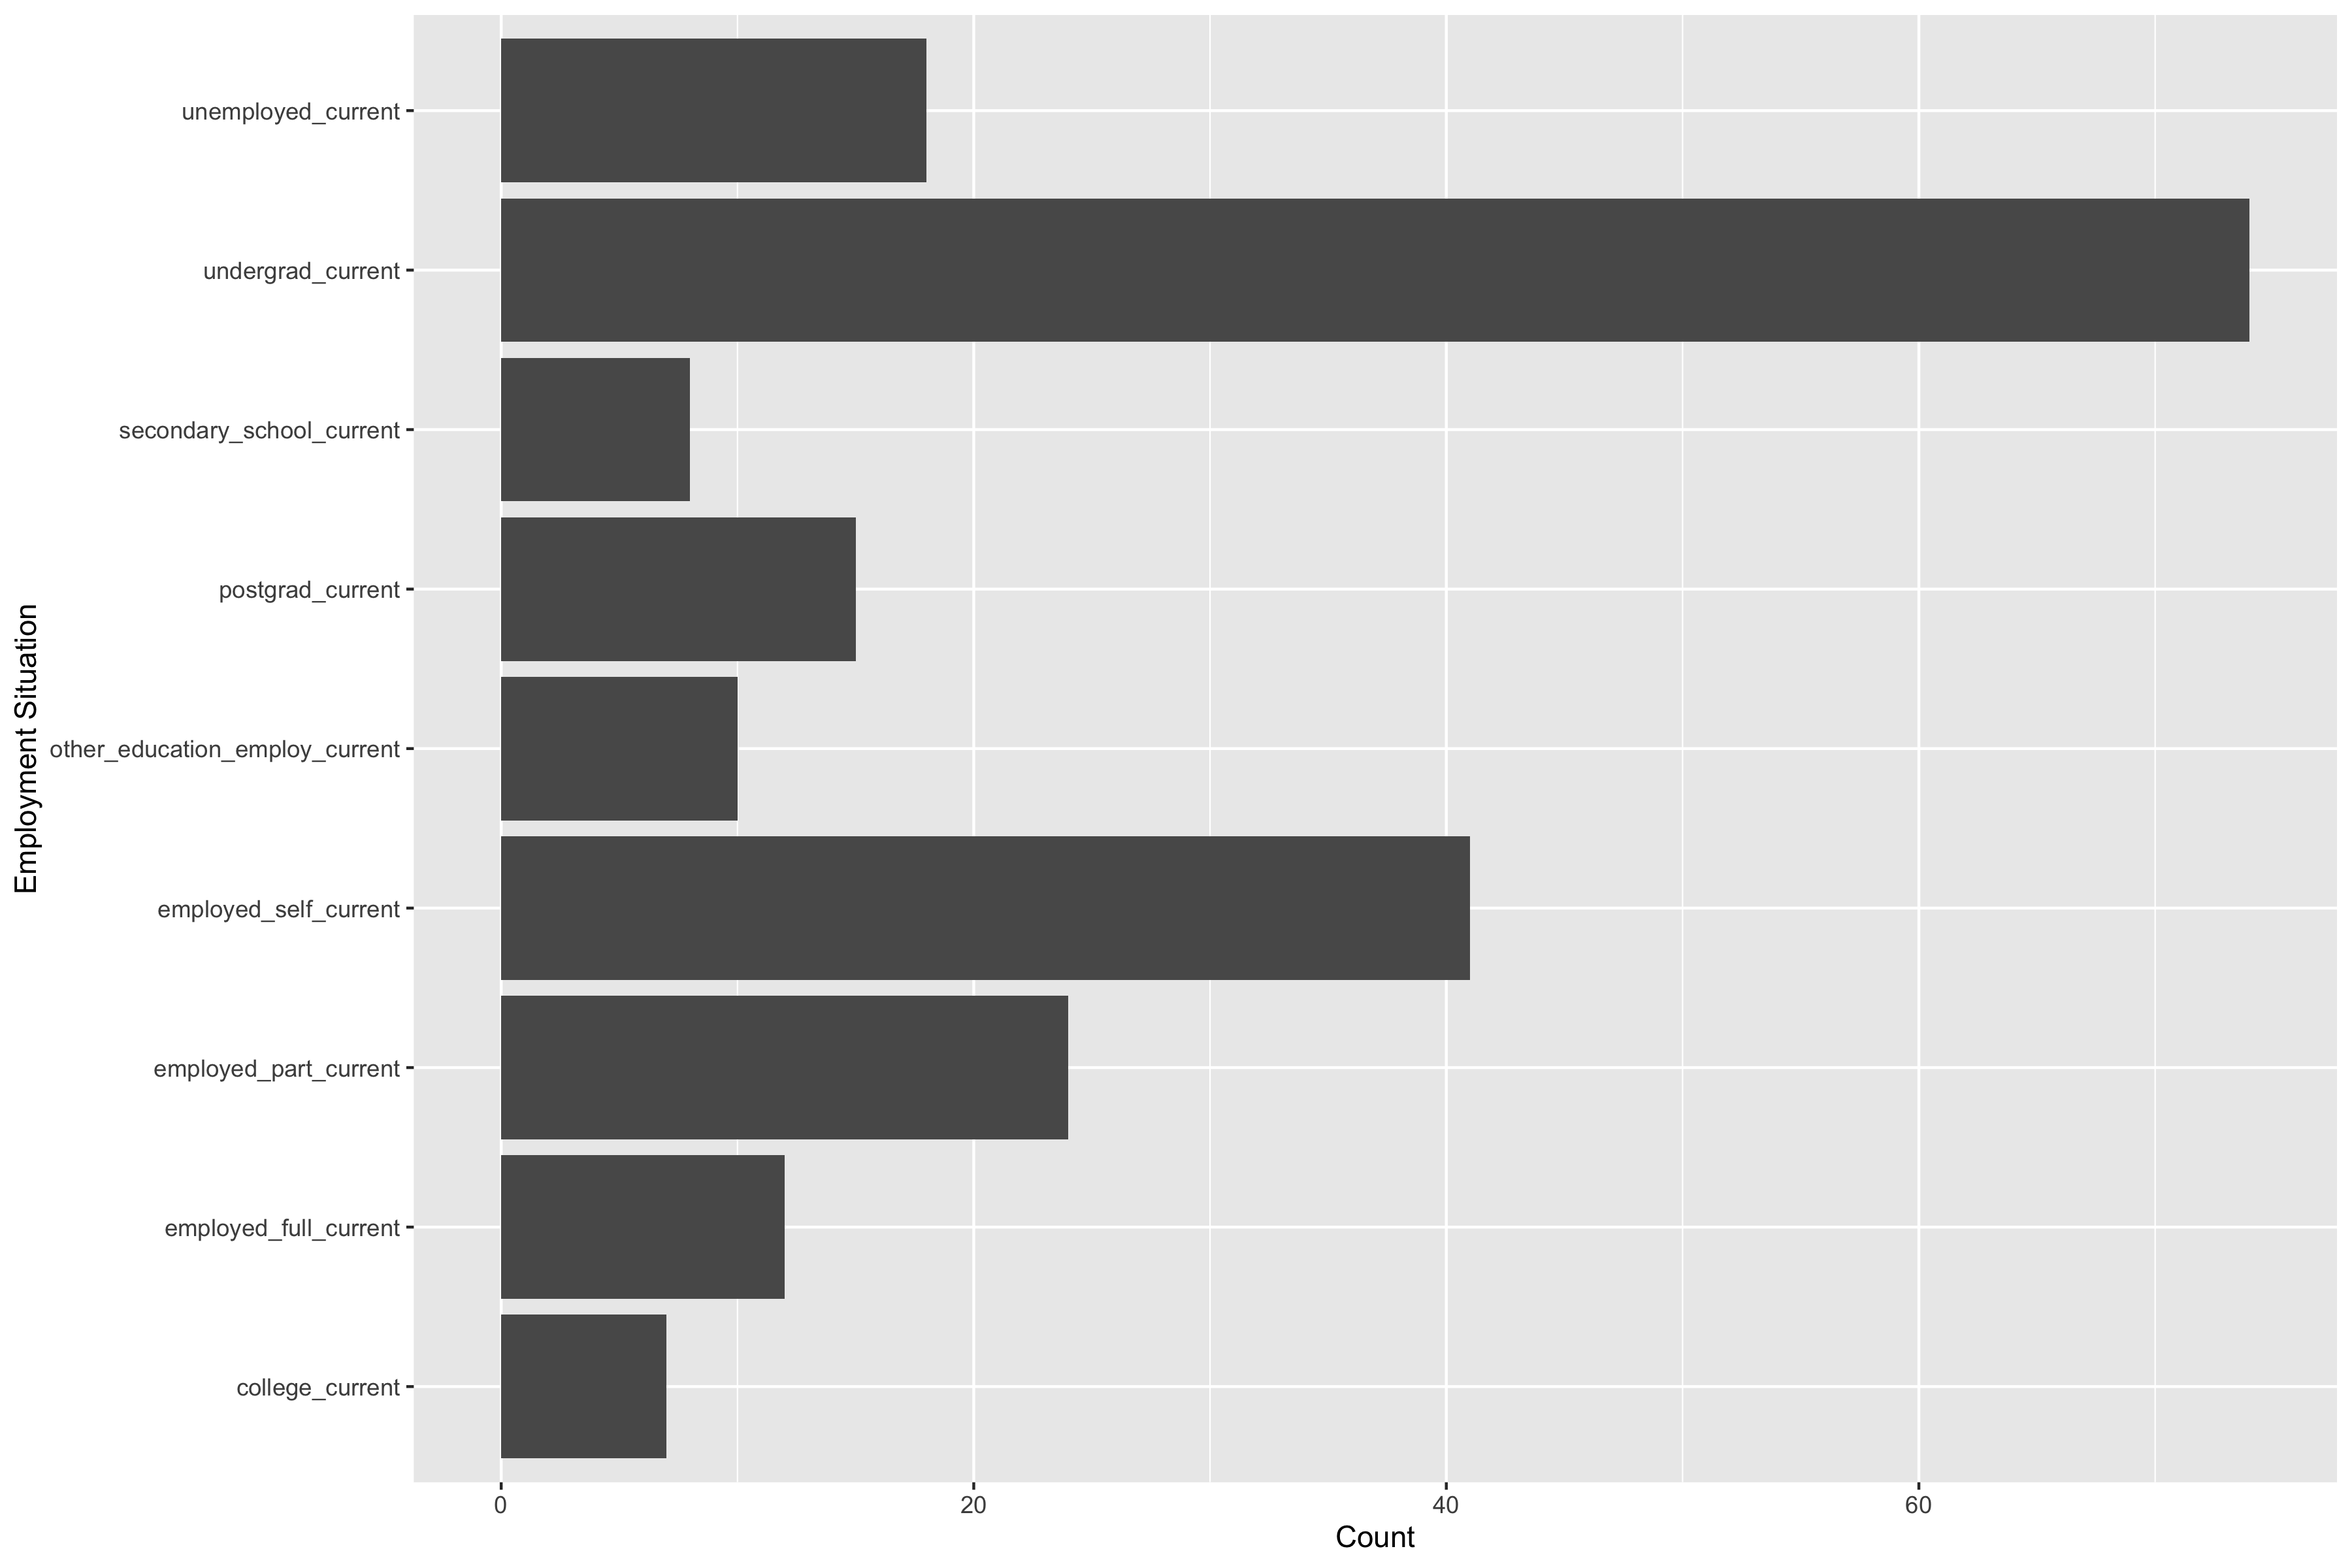 unemployed_current
undergrad_current
secondary_school_current
postgrad_current
Employment Situation
other_education_employ_current
employed_self_current
employed_part_current
employed_full_current
college_current
0 20 40 60
Count